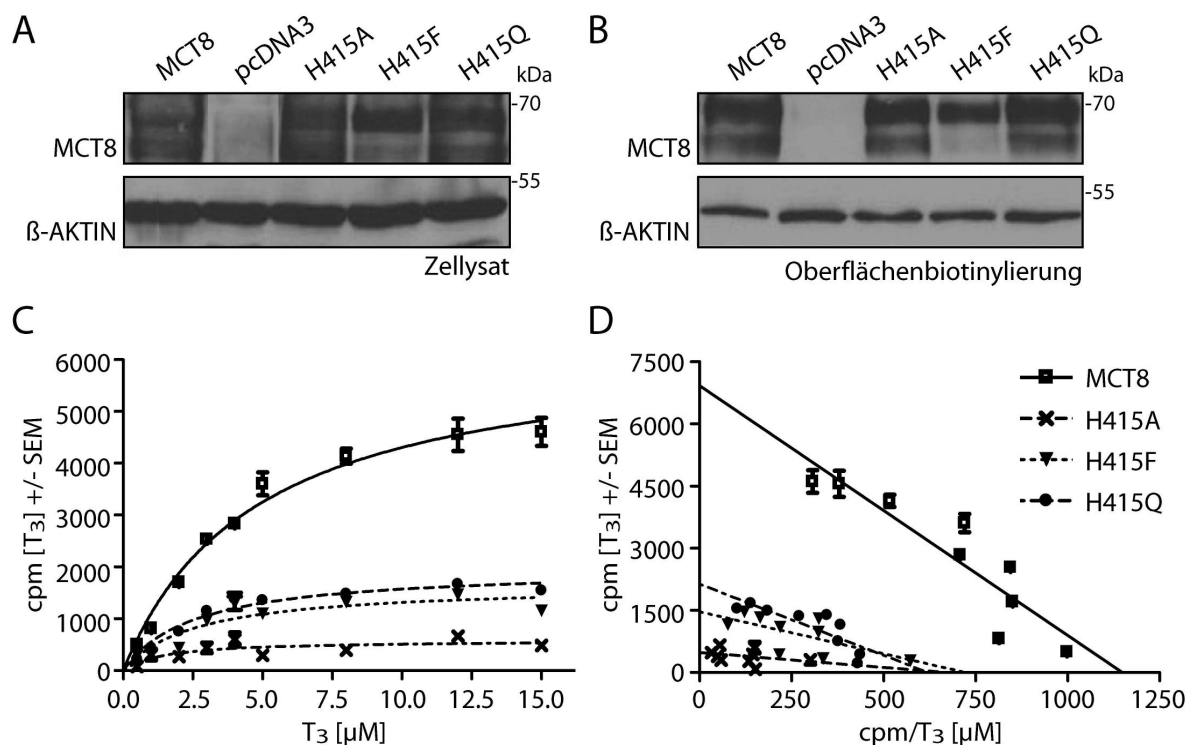 A
MCT8 pcDNA3 H415A H415F H415Q
kDa
-70
MCT8
-55
ß-AKTIN
Zellysat
B
MCT8 pcDNA3 H415A H415F H415Q
kDa
-70
MCT8
-55
ß-AKTIN
Oberflächenbiotinylierung
C
cpm [T3] +/- SEM
6000
5000
4000
3000
2000
1000
0
0.0 2.5 5.0 7.5 10.0 12.5 15.0
T3 [µM]
D
cpm [T3] +/- SEM
7500
6000
4500
3000
1500
0
0 250 500 750 1000 1250
cpm/T3 [µM]
MCT8
H415A
H415F
H415Q